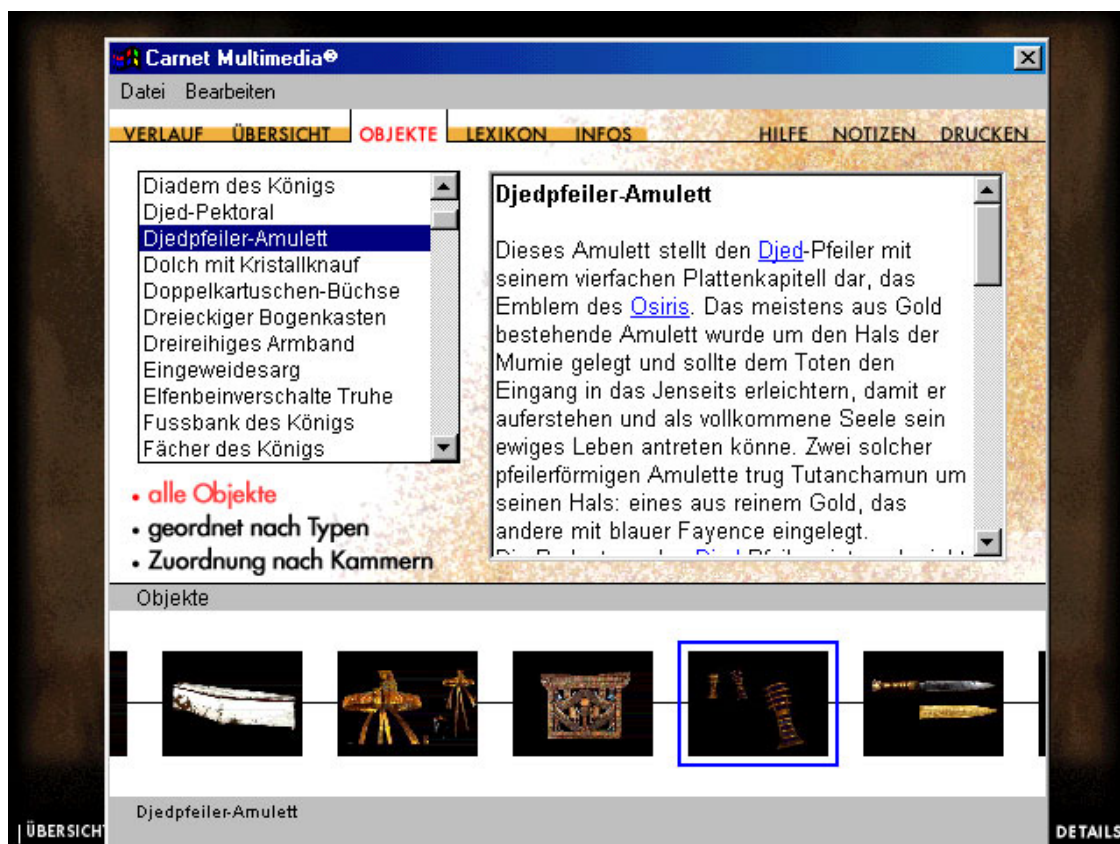 Carnet Multimedia®
Datei Bearbeiten
VERLAUF ÜBERSICHT OBJEKTE LEXIKON INFOS HILFE NOTIZEN DRUCKEN
Diadem des Königs
Djed-Pektoral
Djedpfeiler-Amulett
Dolch mit Kristallknauf
Doppelkartuschen-Büchse
Dreieckiger Bogenkasten
Dreireihiges Armband
Eingeweidesarg
Elfenbeinverschalte Truhe
Fussbank des Königs
Fächer des Königs
• alle Objekte
• geordnet nach Typen
• Zuordnung nach Kammern
Djedpfeiler-Amulett
Dieses Amulett stellt den Djed-Pfeiler mit
seinem vierfachen Plattenkapitell dar, das
Emblem des Osiris. Das meistens aus Gold
bestehende Amulett wurde um den Hals der
Mumie gelegt und sollte dem Toten den
Eingang in das Jenseits erleichtern, damit er
auferstehen und als vollkommene Seele sein
ewiges Leben antreten könne. Zwei solcher
pfeilerförmigen Amulette trug Tutanchamun um
seinen Hals: eines aus reinem Gold, das
andere mit blauer Fayence eingelegt.
Objekte
Djedpfeiler-Amulett
ÜBERSICH
DETAILS